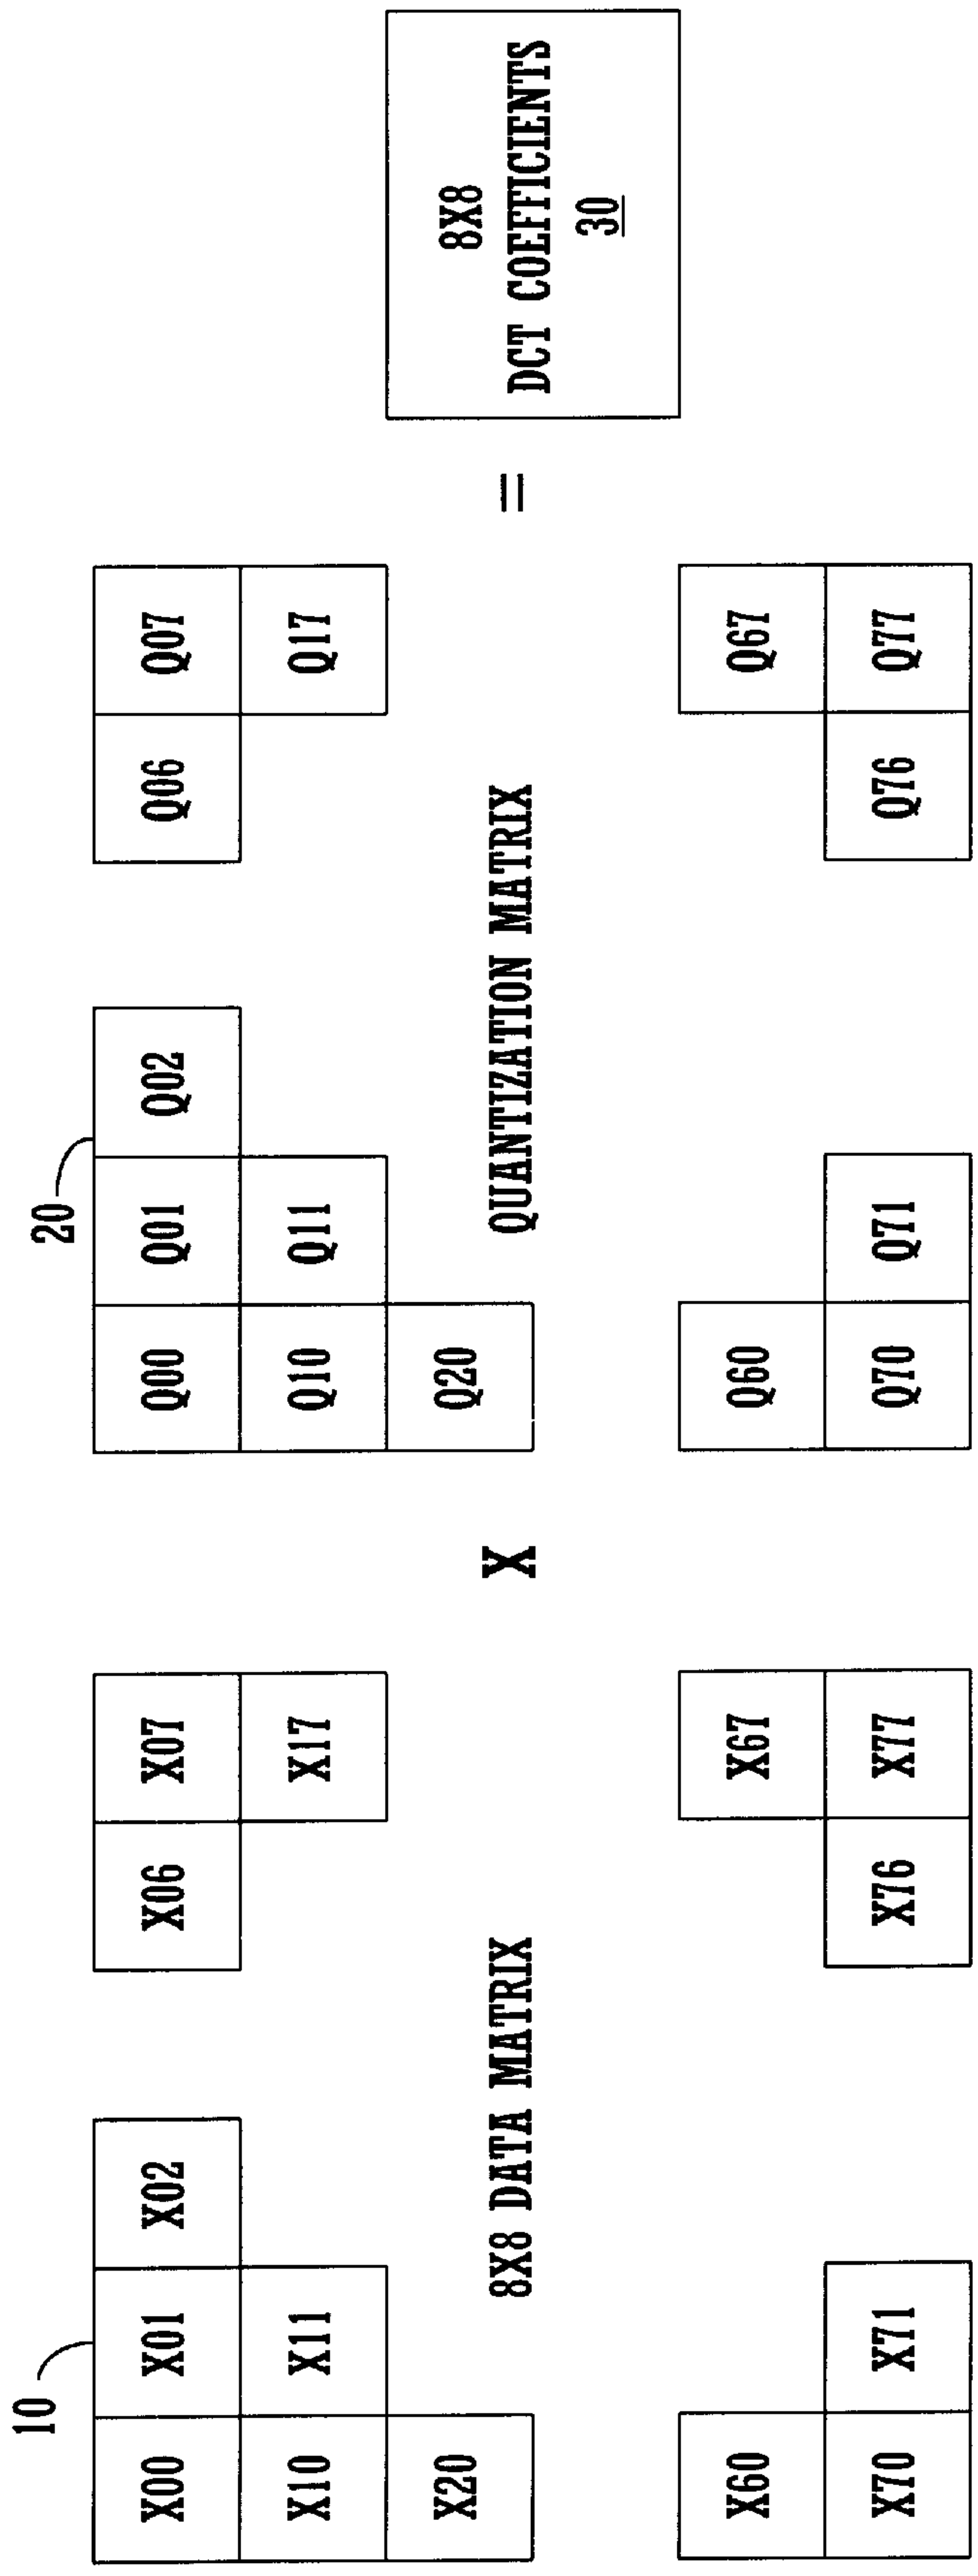 10
20
X00 X01 X02 X06 X07
X10 X11 X17
X20
8X8 DATA MATRIX
X60 X67
X70 X71 X76 X77
X
Q00 Q01 Q02 Q06 Q07
Q10 Q11 Q17
Q20
QUANTIZATION MATRIX
Q60 Q67
Q70 Q71 Q76 Q77
=
8X8
DCT COEFFICIENTS
30